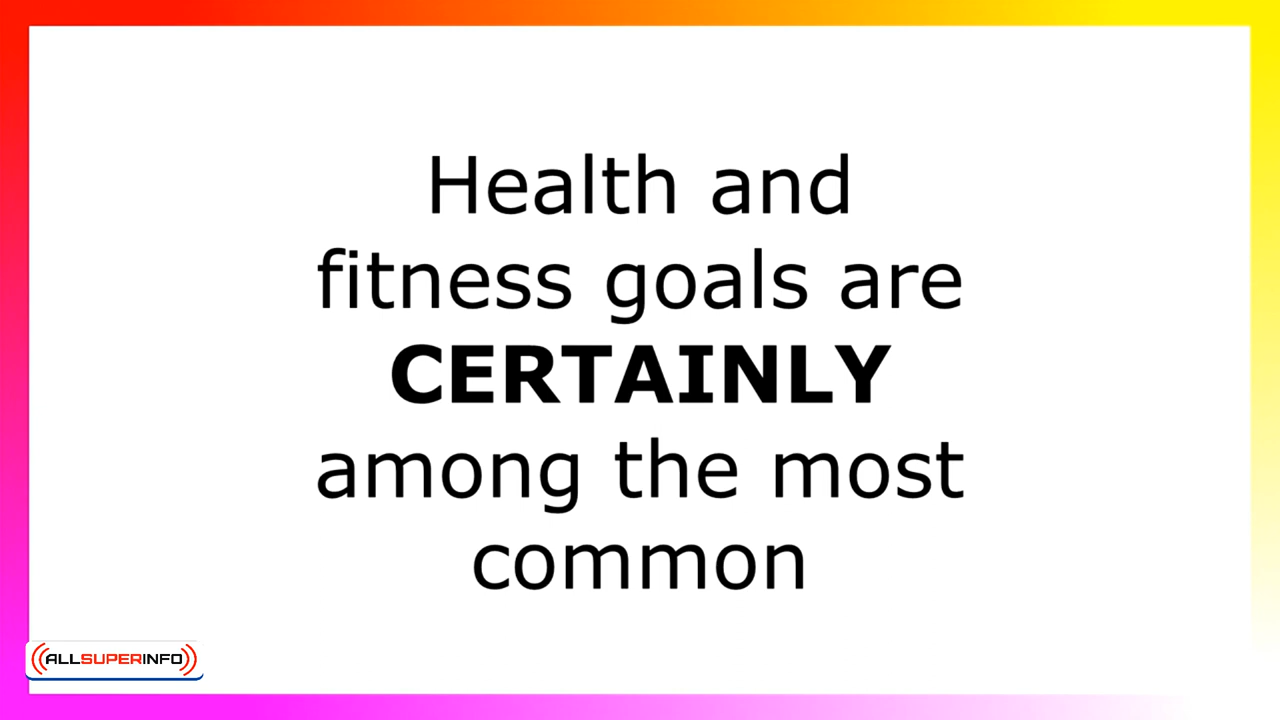 Health and
fitness goals are
CERTAINLY
among the most
common
ALLSUPERINFO